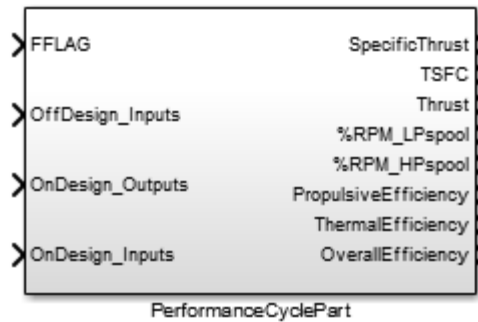 FFLAG
OffDesign_Inputs
OnDesign_Outputs
OnDesign_Inputs
SpecificThrust
TSFC
Thrust
%RPM_LPspool
%RPM_HPspool
PropulsiveEfficiency
ThermalEfficiency
OverallEfficiency
PerformanceCyclePart